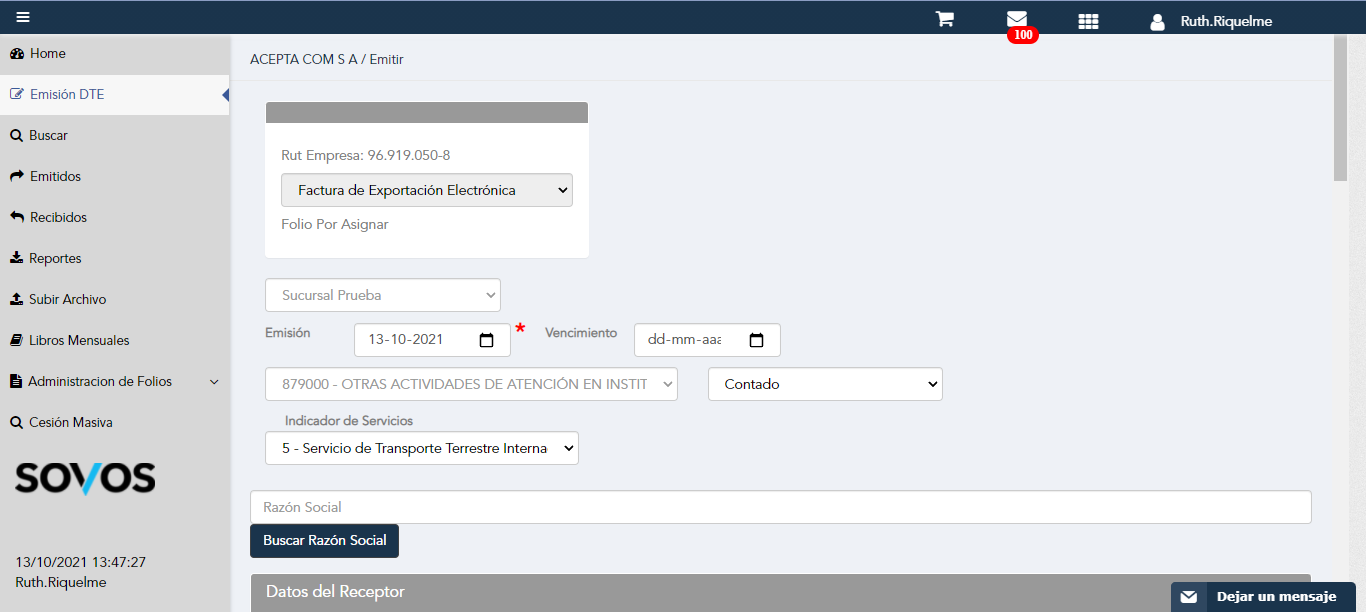 100
Ruth.Riquelme
Home
Emisión DTE
Buscar
Emitidos
Recibidos
Reportes
Subir Archivo
Libros Mensuales
Administracion de Folios
Cesión Masiva
SOVOS
13/10/2021 13:47:27
Ruth.Riquelme
ACEPTA COM S A / Emitir
Rut Empresa: 96.919.050-8
Factura de Exportación Electrónica
Folio Por Asignar
Sucursal Prueba
Emisión 13-10-2021 * Vencimiento dd-mm-aaa
879000 - OTRAS ACTIVIDADES DE ATENCIÓN EN INSTIT Contado
Indicador de Servicios
5 - Servicio de Transporte Terrestre Interna
Razón Social
Buscar Razón Social
Datos del Receptor
Dejar un mensaje